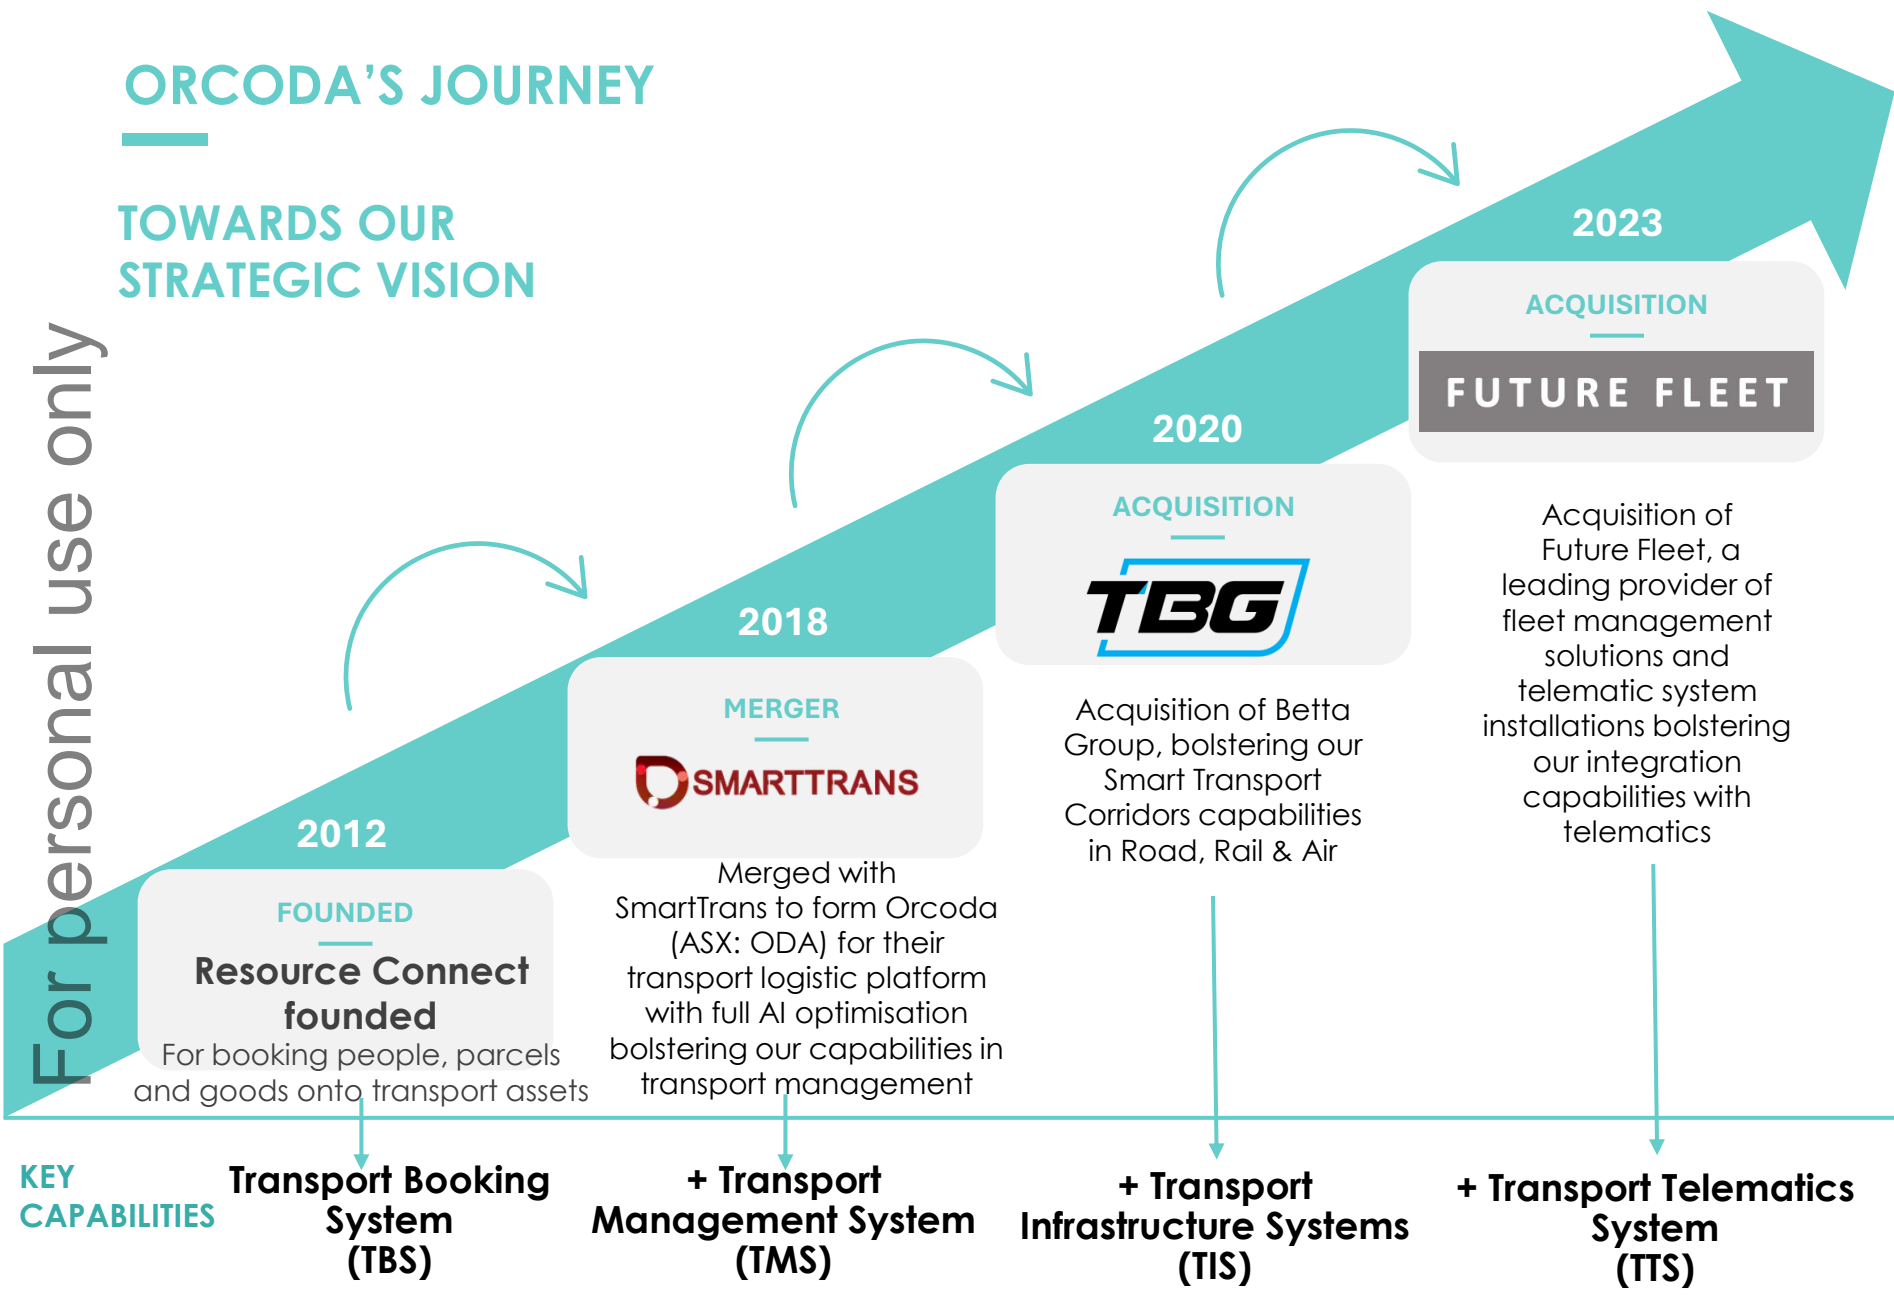 ORCODA'S JOURNEY
TOWARDS OUR
STRATEGIC VISION
For personal use only
2012
FOUNDED
Resource Connect
founded
For booking people, parcels
and goods onto transport assets
2018
MERGER
SMARTTRANS
Merged with
SmartTrans to form Orcoda
(ASX: ODA) for their
transport logistic platform
with full AI optimisation
bolstering our capabilities in
transport management
2020
ACQUISITION
TBG
Acquisition of Betta
Group, bolstering our
Smart Transport
Corridors capabilities
in Road, Rail & Air
2023
ACQUISITION
FUTURE FLEET
Acquisition of
Future Fleet, a
leading provider of
fleet management
solutions and
telematic system
installations bolstering
our integration
capabilities with
telematics
KEY
CAPABILITIES
Transport Booking
System
(TBS)
+ Transport
Management System
(TMS)
+ Transport
Infrastructure Systems
(TIS)
+ Transport Telematics
System
(TTS)